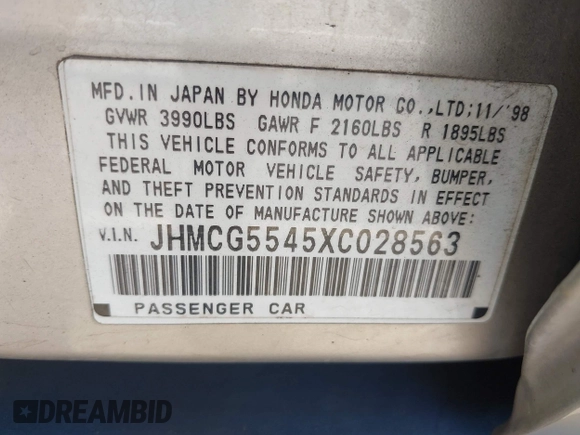 MFD. IN JAPAN BY HONDA MOTOR CO.,LTD; 11/'98
GVWR 3990LBS GAWR F 2160LBS R 1895LBS
THIS VEHICLE CONFORMS TO ALL APPLICABLE
FEDERAL MOTOR VEHICLE SAFETY, BUMPER,
AND THEFT PREVENTION STANDARDS IN EFFECT
ON THE DATE OF MANUFACTURE SHOWN ABOVE:
V.I.N. JHMCG5545XC028563
PASSENGER CAR
DREAMBID